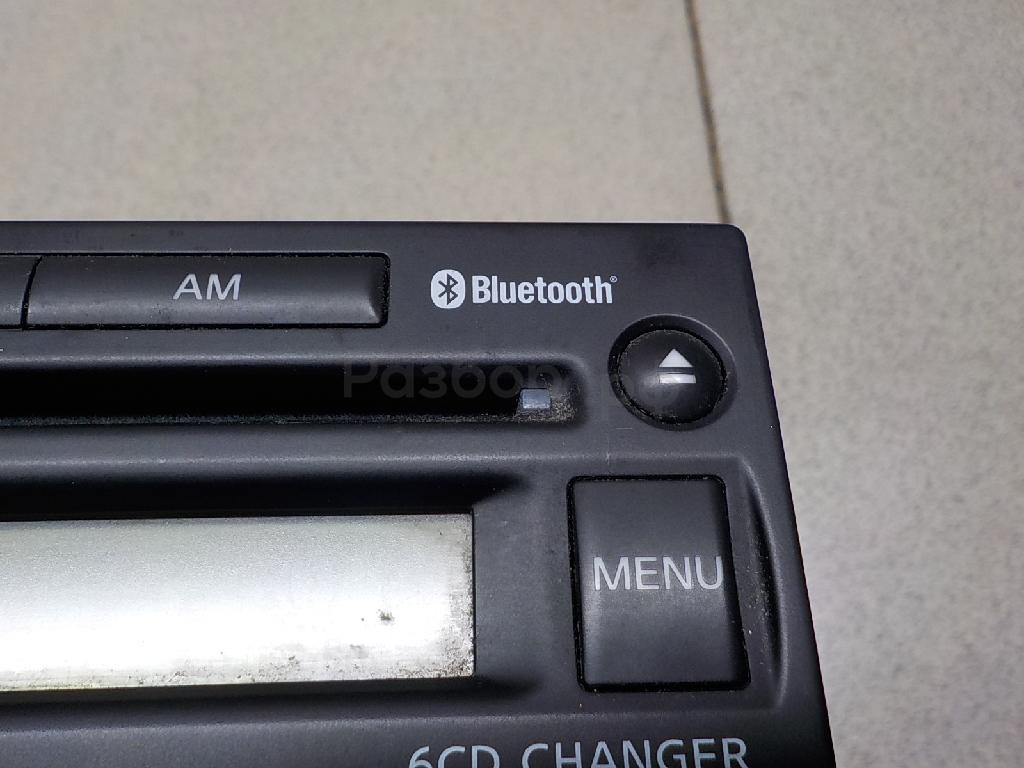 AM
Bluetooth®
MENU
6CD CHANGER